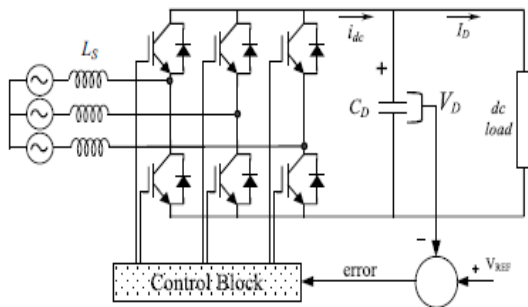 L_S
i_dc
I_D
+
C_D
V_D
dc
load
−
Control Block
error
+ V_REF